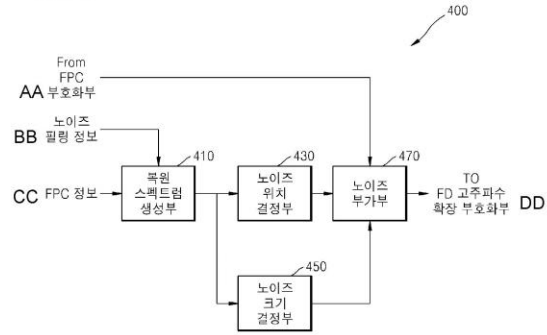 400
From
FPC
AA 부호화부
노이즈
BB 필링 정보
410
430
470
CC FPC 정보
복원
스펙트럼
생성부
노이즈
위치
결정부
노이즈
부가부
TO
FD 고주파수
확장 부호화부
DD
450
노이즈
크기
결정부